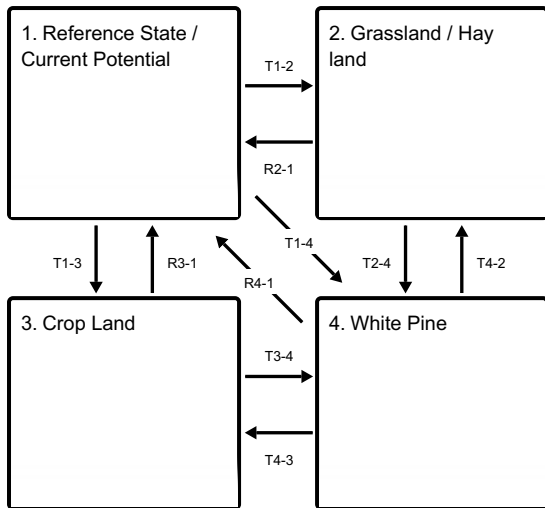 1. Reference State /
Current Potential
2. Grassland / Hay
land
T1-2
R2-1
T1-3
R3-1
T1-4
R4-1
T2-4
T4-2
3. Crop Land
4. White Pine
T3-4
T4-3